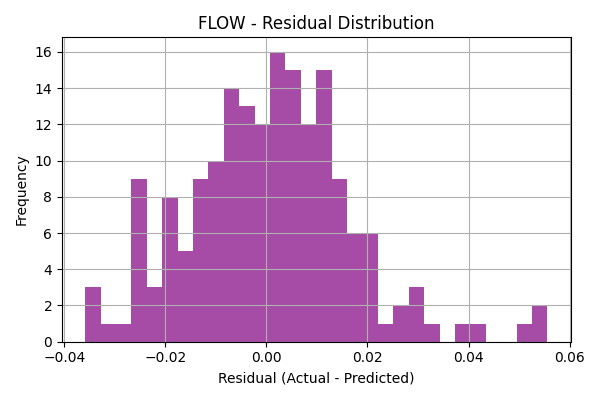 FLOW - Residual Distribution
16
14
12
10
8
6
4
2
0
Frequency
−0.04 −0.02 0.00 0.02 0.04 0.06
Residual (Actual - Predicted)